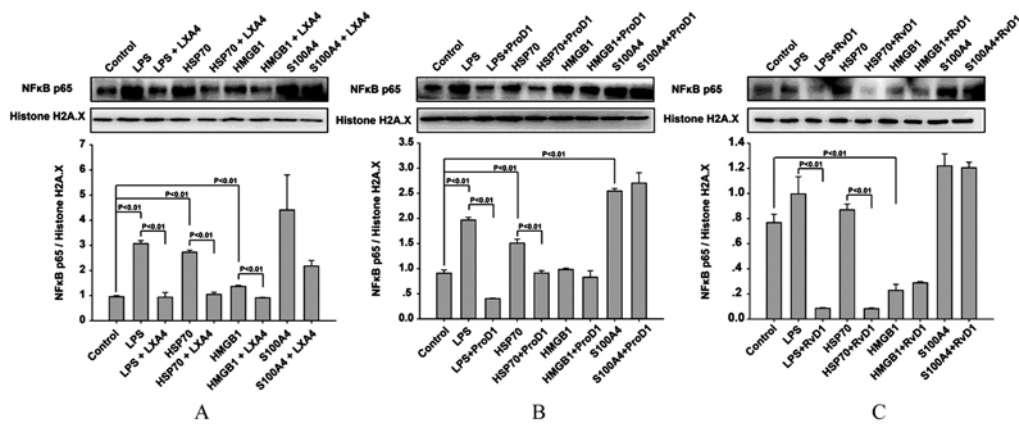 Control
LPS
LPS + LXA4
HSP70
HSP70 + LXA4
HMGB1
HMGB1 + LXA4
S100A4
S100A4 + LXA4
NFκB p65
Histone H2A.X
NFκB p65 / Histone H2A.X
7
6
5
4
3
2
1
0
P<0.01
P<0.01
P<0.01
P<0.01
P<0.01
P<0.01
Control
LPS
LPS + LXA4
HSP70
HSP70 + LXA4
HMGB1
HMGB1 + LXA4
S100A4
S100A4 + LXA4
A
Control
LPS
LPS+ProD1
HSP70
HSP70+ProD1
HMGB1
HMGB1+ProD1
S100A4
S100A4+ProD1
NFκB p65
Histone H2A.X
NFκB p65 / Histone H2A.X
3.0
2.5
2.0
1.5
1.0
.5
0.0
P<0.01
P<0.01
P<0.01
P<0.01
P<0.01
Control
LPS
LPS+ProD1
HSP70
HSP70+ProD1
HMGB1
HMGB1+ProD1
S100A4
S100A4+ProD1
B
Control
LPS
LPS+RvD1
HSP70
HSP70+RvD1
HMGB1
HMGB1+RvD1
S100A4
S100A4+RvD1
NFκB p65
Histone H2A.X
NFκB p65 / Histone H2A.X
1.4
1.2
1.0
.8
.6
.4
.2
0.0
P<0.01
P<0.01
P<0.01
Control
LPS
LPS+RvD1
HSP70
HSP70+RvD1
HMGB1
HMGB1+RvD1
S100A4
S100A4+RvD1
C